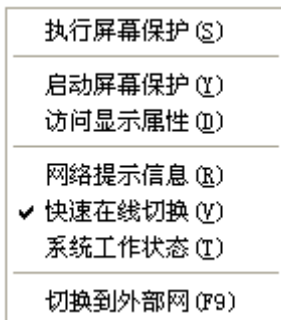 执行屏幕保护(S)
启动屏幕保护(Y)
访问显示属性(D)
网络提示信息(R)
快速在线切换(V)
系统工作状态(T)
切换到外部网(F9)